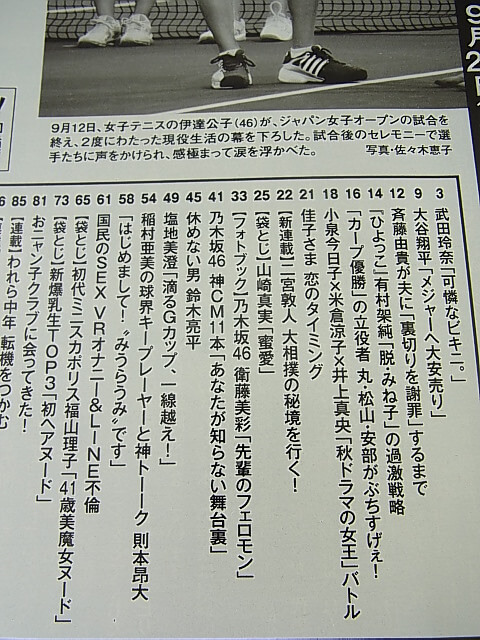 9月12日、女子テニスの伊達公子(46)が、ジャパン女子オープンの試合を
終え、2度にわたった現役生活の幕を下ろした。試合後のセレモニーで選
手たちに声をかけられ、感極まって涙を浮かべた。 写真・佐々木恵子
9月2
3 武田玲奈「可憐なビキニ。」
9 大谷翔平「メジャーへ大安売り」
12 斉藤由貴が夫に「裏切りを謝罪」するまで
14 「ひよっこ」有村架純「脱・みね子」の過激戦略
16 「カープ優勝」の立役者 丸・松山・安部がぶちすげぇ!
18 小泉今日子×米倉涼子×井上真央「秋ドラマの女王」バトル
21 佳子さま 恋のタイミング
22 【新連載】二宮敦人 大相撲の秘境を行く!
25 【袋とじ】山崎真実「蜜愛」
33 【フォトブック】乃木坂46 衛藤美彩「先輩のフェロモン」
41 乃木坂46 神CM11本「あなたが知らない舞台裏」
45 休めない男 鈴木亮平
49 塩地美澄「滴るGカップ、一線越え!」
54 稲村亜美の球界キープレーヤーと神トーーク 則本昂大
58 「はじめまして!〝みうらうみ〟です」
61 国民のSEX VRオナニー&LINE不倫
65 【袋とじ】初代ミニスカポリス福山理子「41歳美魔女ヌード」
73 【袋とじ】新爆乳生TOP3「初ヘアヌード」
81 おニャン子クラブに会ってきた!
85 【連載】われら中年 転機をつかむ